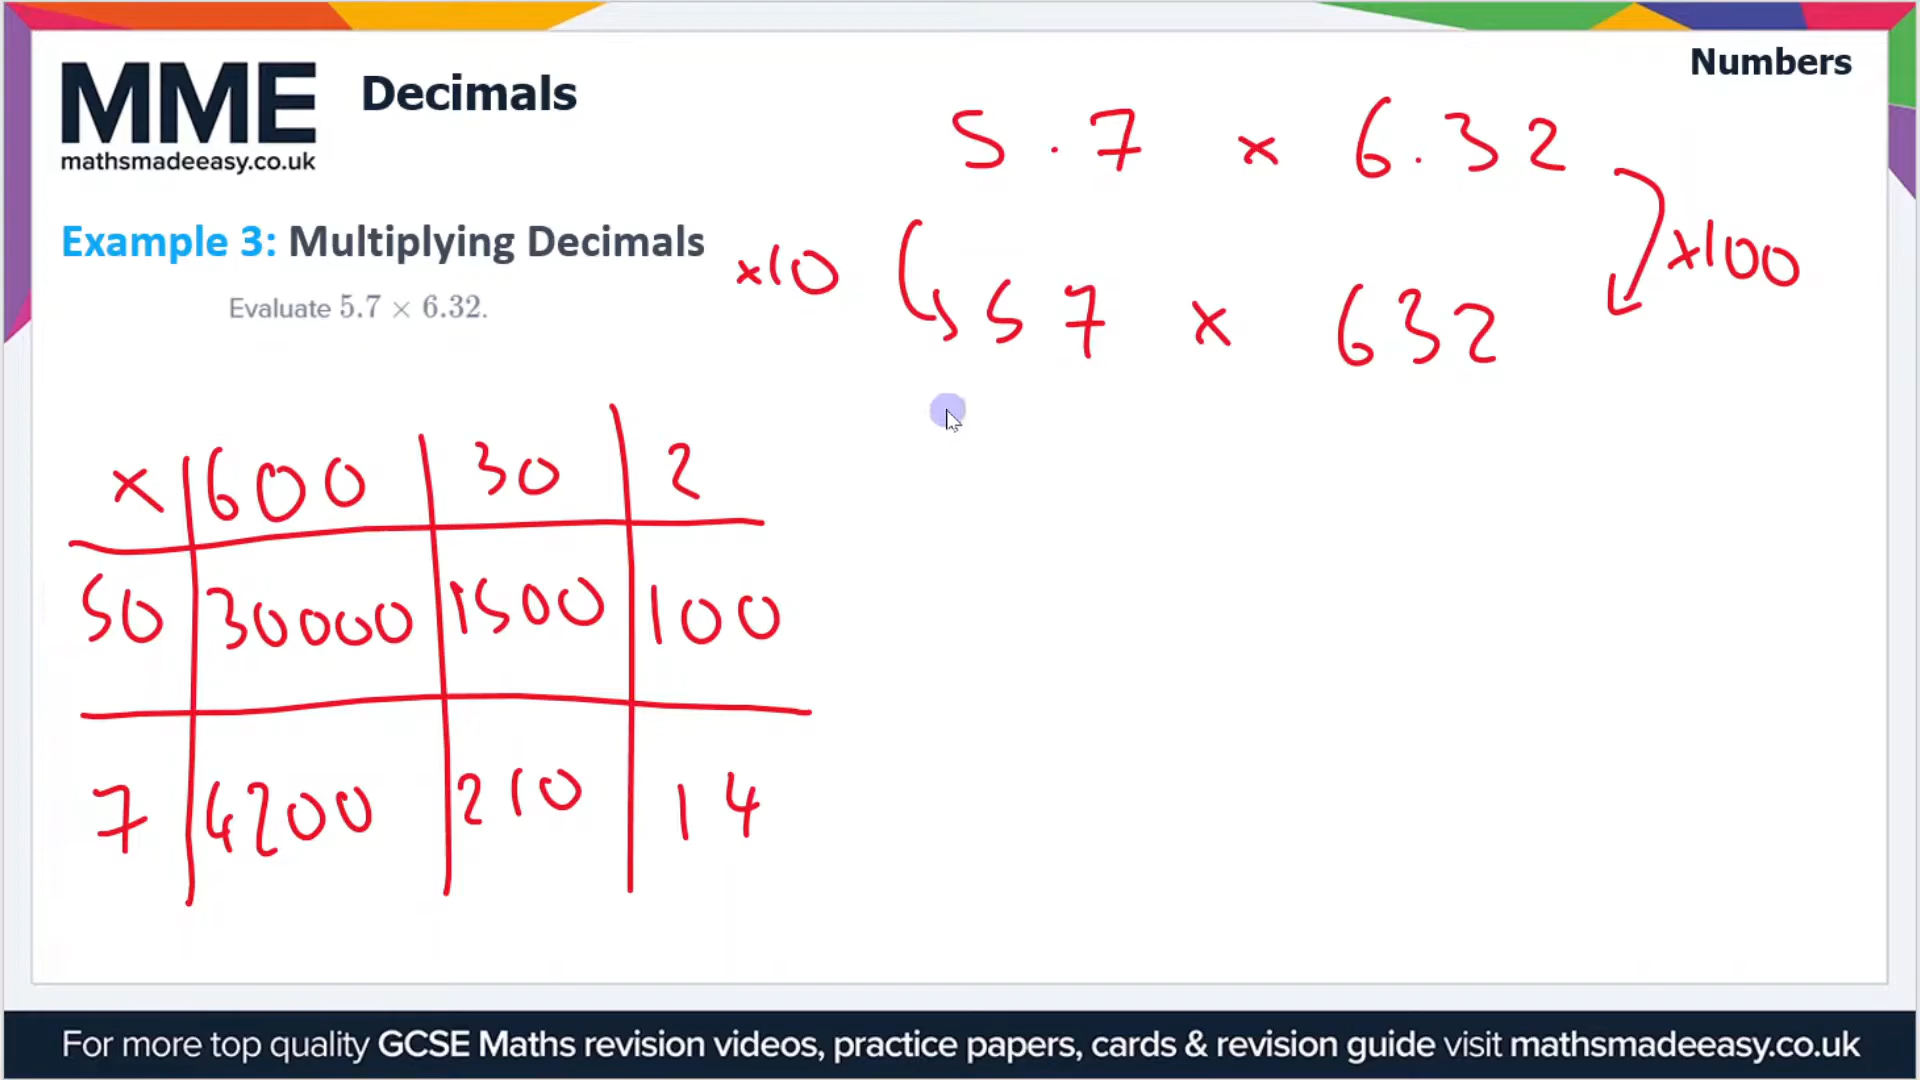 MME Decimals
mathsmadeeasy.co.uk
Numbers
Example 3: Multiplying Decimals
Evaluate 5.7 × 6.32.
5.7 × 6.32
×10
×100
57 × 632
× 600 30 2
50 30000 1500 100
7 4200 210 14
For more top quality GCSE Maths revision videos, practice papers, cards & revision guide visit mathsmadeeasy.co.uk